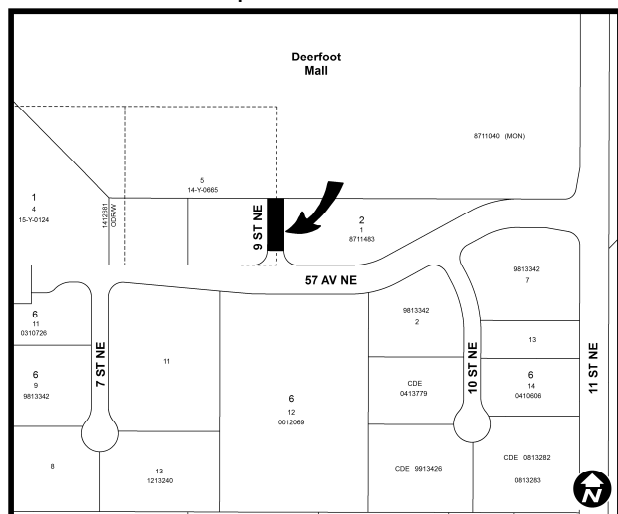 Deerfoot
Mall
8711040 (MON)
5
14-Y-0665
1
4
15-Y-0124
1412381
ODRW
9 ST NE
2
1
8711483
57 AV NE
9813342
7
9813342
2
6
11
0310726
7 ST NE
11
10 ST NE
13
11 ST NE
6
9
9813342
6
12
0012069
CDE
0413779
6
14
0410606
8
13
1213240
CDE 9913426
CDE 0813282
0813283
N